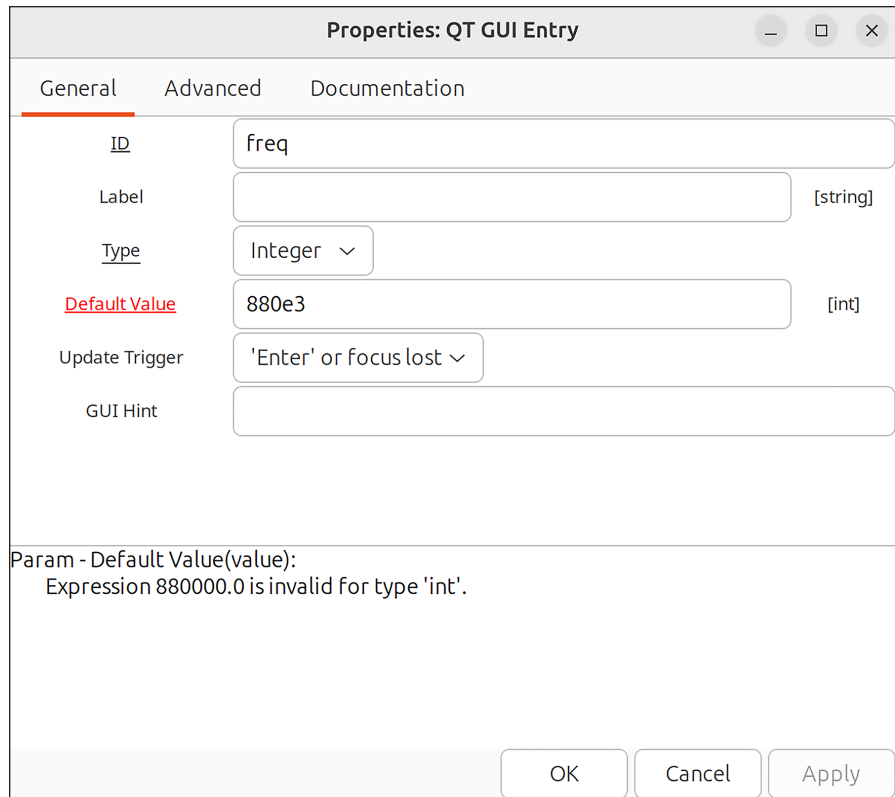 Properties: QT GUI Entry
General Advanced Documentation
ID freq
Label [string]
Type Integer
Default Value 880e3 [int]
Update Trigger 'Enter' or focus lost
GUI Hint
Param - Default Value(value):
Expression 880000.0 is invalid for type 'int'.
OK Cancel Apply